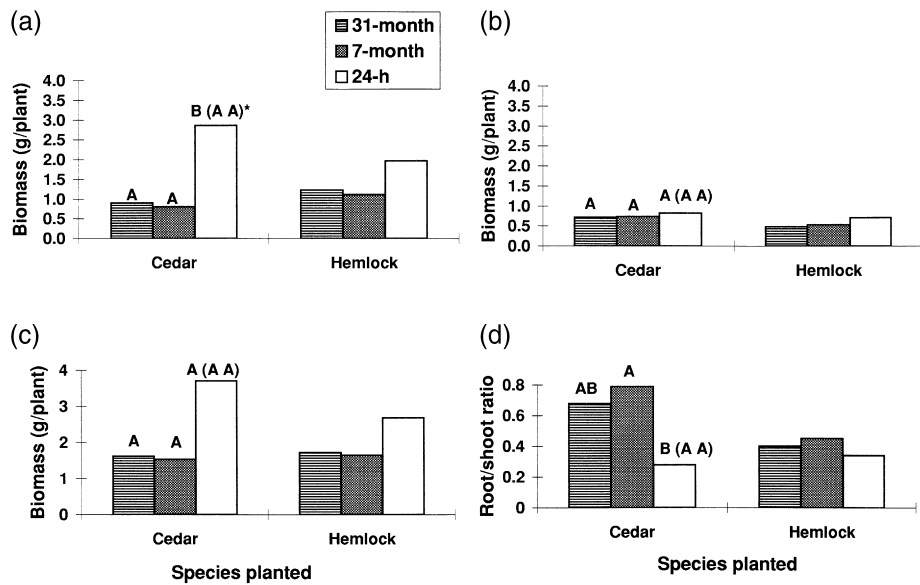 (a)
31-month
7-month
24-h
Biomass (g/plant)
4.0
3.5
3.0
2.5
2.0
1.5
1.0
0.5
0.0
A
A
B (A A)*
Cedar
Hemlock
(b)
Biomass (g/plant)
4.0
3.5
3.0
2.5
2.0
1.5
1.0
0.5
0.0
A
A
A (A A)
Cedar
Hemlock
(c)
Biomass (g/plant)
4
3
2
1
0
A
A
A (A A)
Cedar
Hemlock
Species planted
(d)
Root/shoot ratio
0.8
0.6
0.4
0.2
0
AB
A
B (A A)
Cedar
Hemlock
Species planted